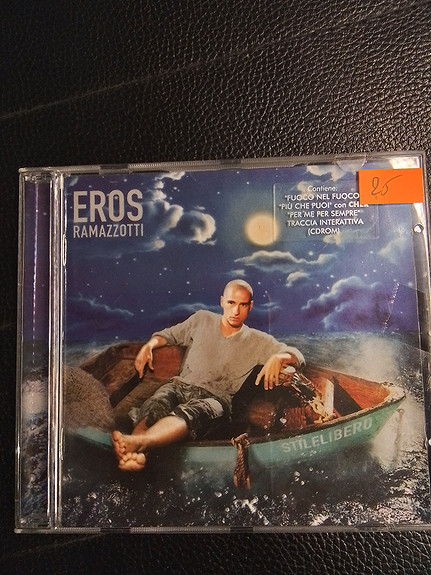 EROS
RAMAZZOTTI
Contiene:
"FUOCO NEL FUOCO"
"PIÙ CHE PUOI" con CHER
"PER ME PER SEMPRE"
TRACCIA INTERATTIVA
(CDROM)
25
STILELIBERO